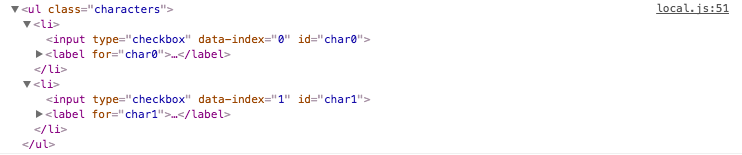 ▼<ul class="characters"> local.js:51
▼<li>
<input type="checkbox" data-index="0" id="char0">
▶<label for="char0">…</label>
</li>
▼<li>
<input type="checkbox" data-index="1" id="char1">
▶<label for="char1">…</label>
</li>
</ul>